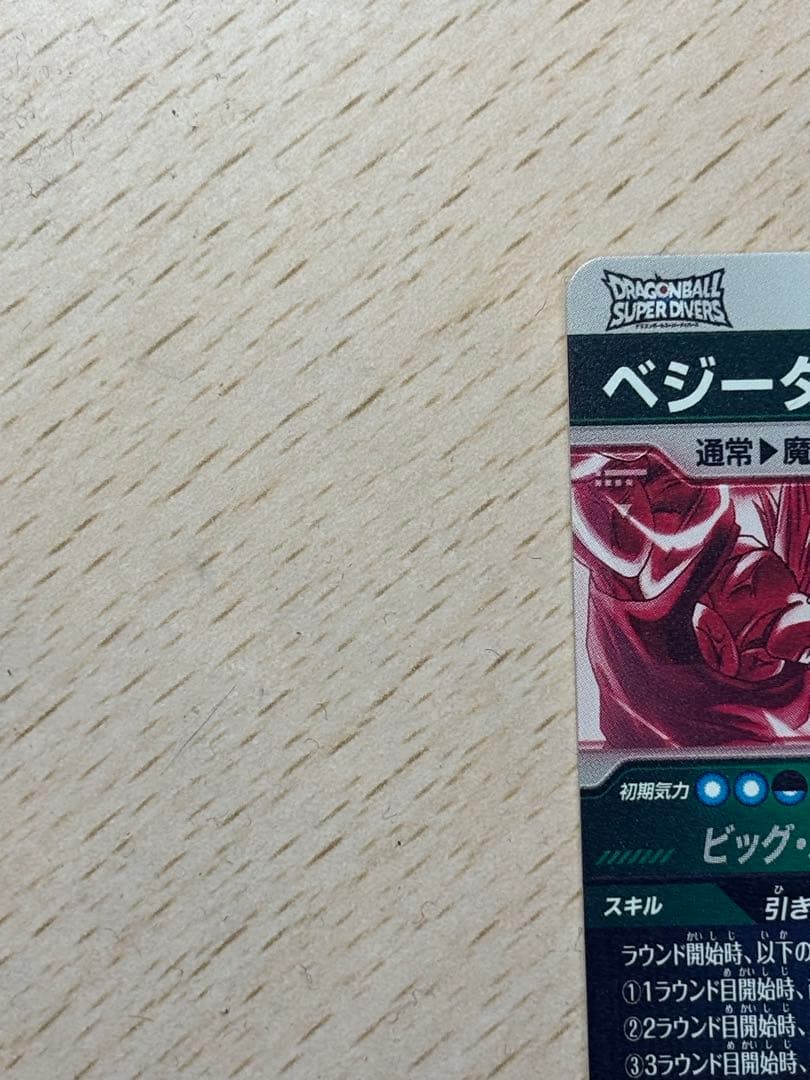 DRAGONBALL
SUPER DIVERS
ドラゴンボールスーパーダイバーズ
ベジータ
通常▶魔
初期気力
ビッグ・
スキル
引き
ラウンド開始時、以下の
①1ラウンド目開始時、
②2ラウンド目開始時、
③3ラウンド目開始時、